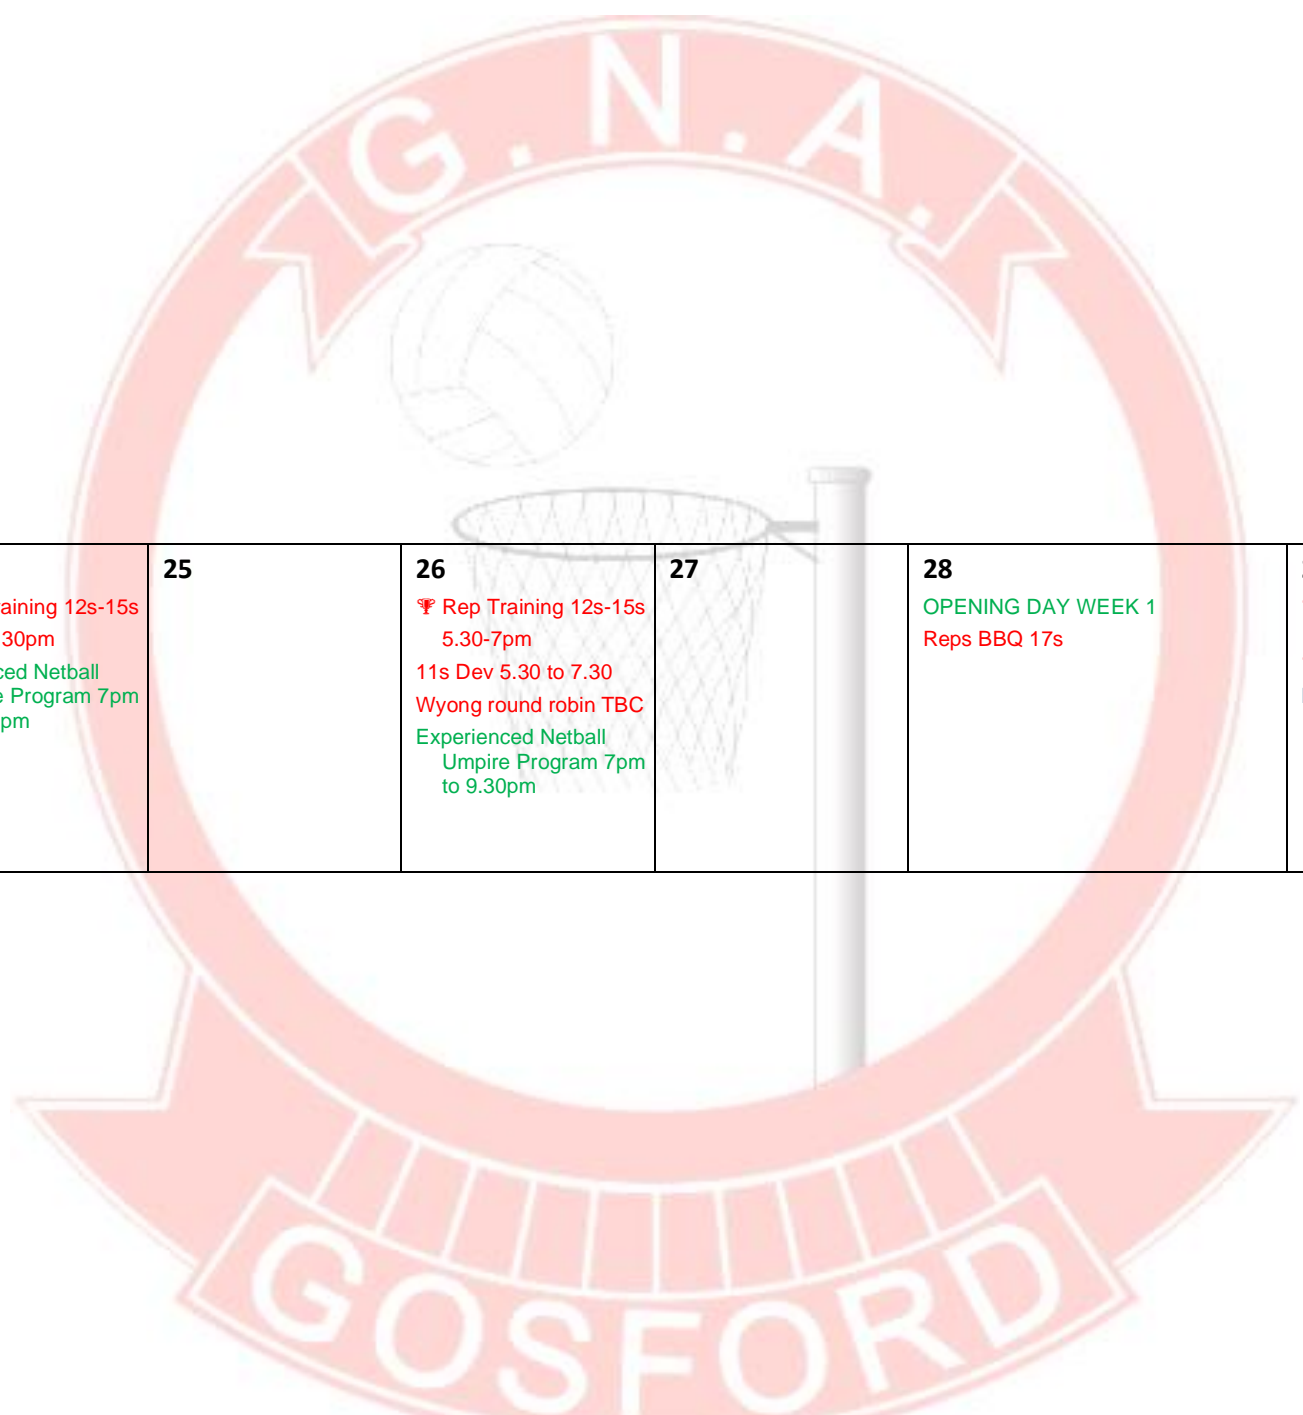 G.N.A.
25
26
27
28
12s-15s
Rep Training 12s-15s
OPENING DAY WEEK 1
30pm
5.30-7pm
Reps BBQ 17s
Netball
11s Dev 5.30 to 7.30
Program 7pm
Wyong round robin TBC
pm
Experienced Netball
Umpire Program 7pm
to 9.30pm
GOSFORD